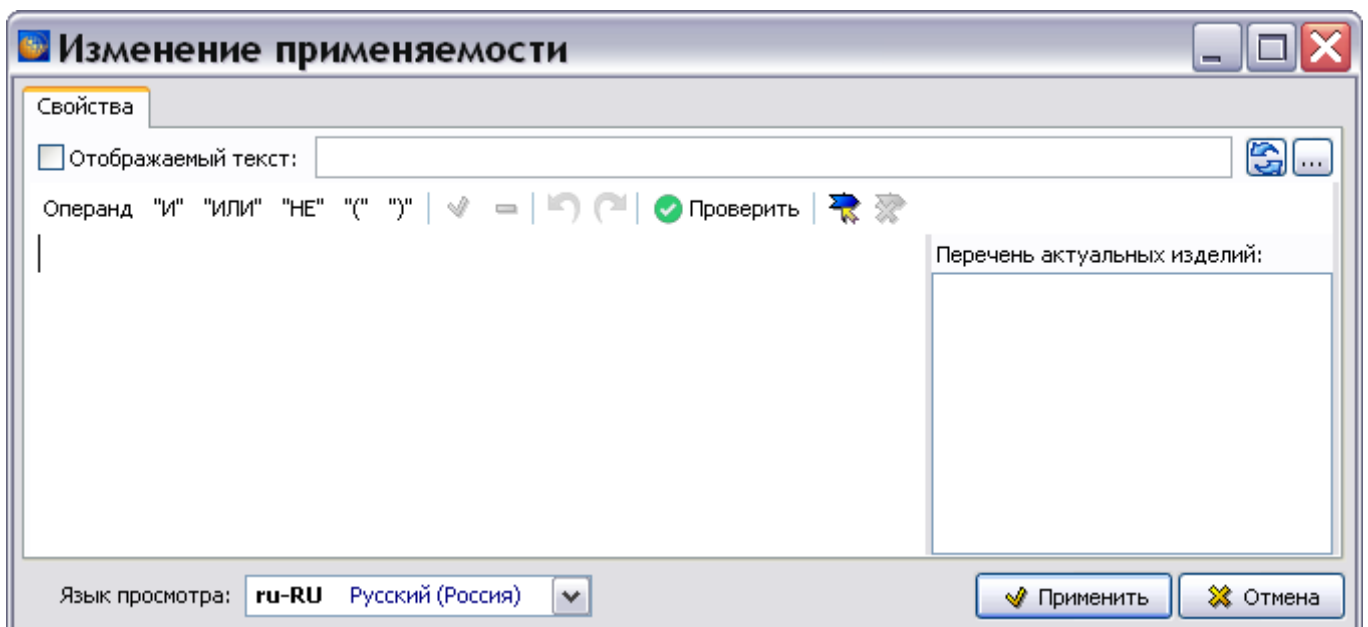 Изменение применяемости
Свойства
Отображаемый текст:
...
Операнд "И" "ИЛИ" "НЕ" "(" ")" Проверить
Перечень актуальных изделий:
Язык просмотра: ru-RU Русский (Россия) Применить Отмена